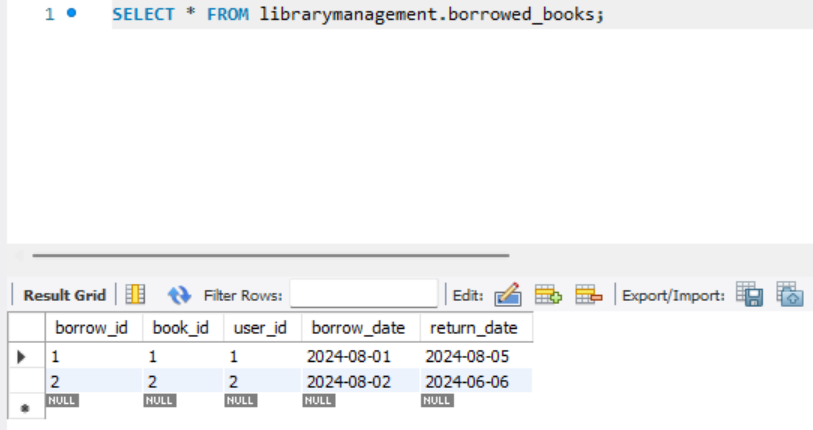 1 SELECT * FROM librarymanagement.borrowed_books;
Result Grid Filter Rows: Edit: Export/Import:
borrow_id book_id user_id borrow_date return_date
1 1 1 2024-08-01 2024-08-05
2 2 2 2024-08-02 2024-06-06
NULL NULL NULL NULL NULL